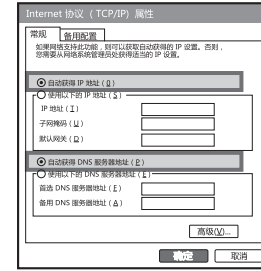 Internet 协议 （TCP/IP) 属性
常规 备用配置
如果网络支持此功能，则可以获取自动获得的 IP 设置。否则，
您需要从网络系统管理员处获得适当的 IP 设置。
自动获得 IP 地址 (O)
使用以下的 IP 地址 (S)
IP 地址 (I)
子网掩码 (U)
默认网关 (D)
自动获得 DNS 服务器地址 (B)
使用以下的 DNS 服务器地址 (E)
首选 DNS 服务器地址 (F)
备用 DNS 服务器地址 (A)
高级(V)...
确定 取消